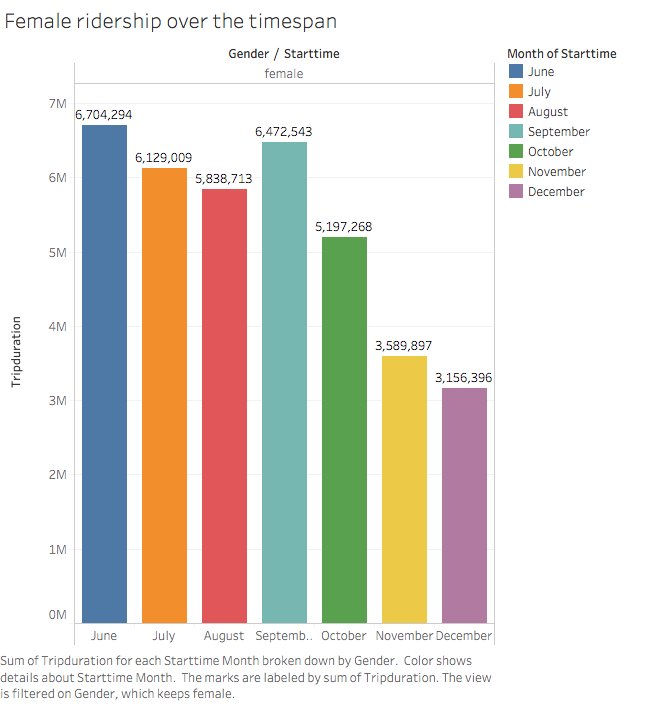 Female ridership over the timespan
Gender / Starttime
female
Month of Starttime
June
July
August
September
October
November
December
Tripduration
7M
6M
5M
4M
3M
2M
1M
0M
6,704,294
6,129,009
5,838,713
6,472,543
5,197,268
3,589,897
3,156,396
June
July
August
Septemb..
October
November
December
Sum of Tripduration for each Starttime Month broken down by Gender. Color shows
details about Starttime Month. The marks are labeled by sum of Tripduration. The view
is filtered on Gender, which keeps female.